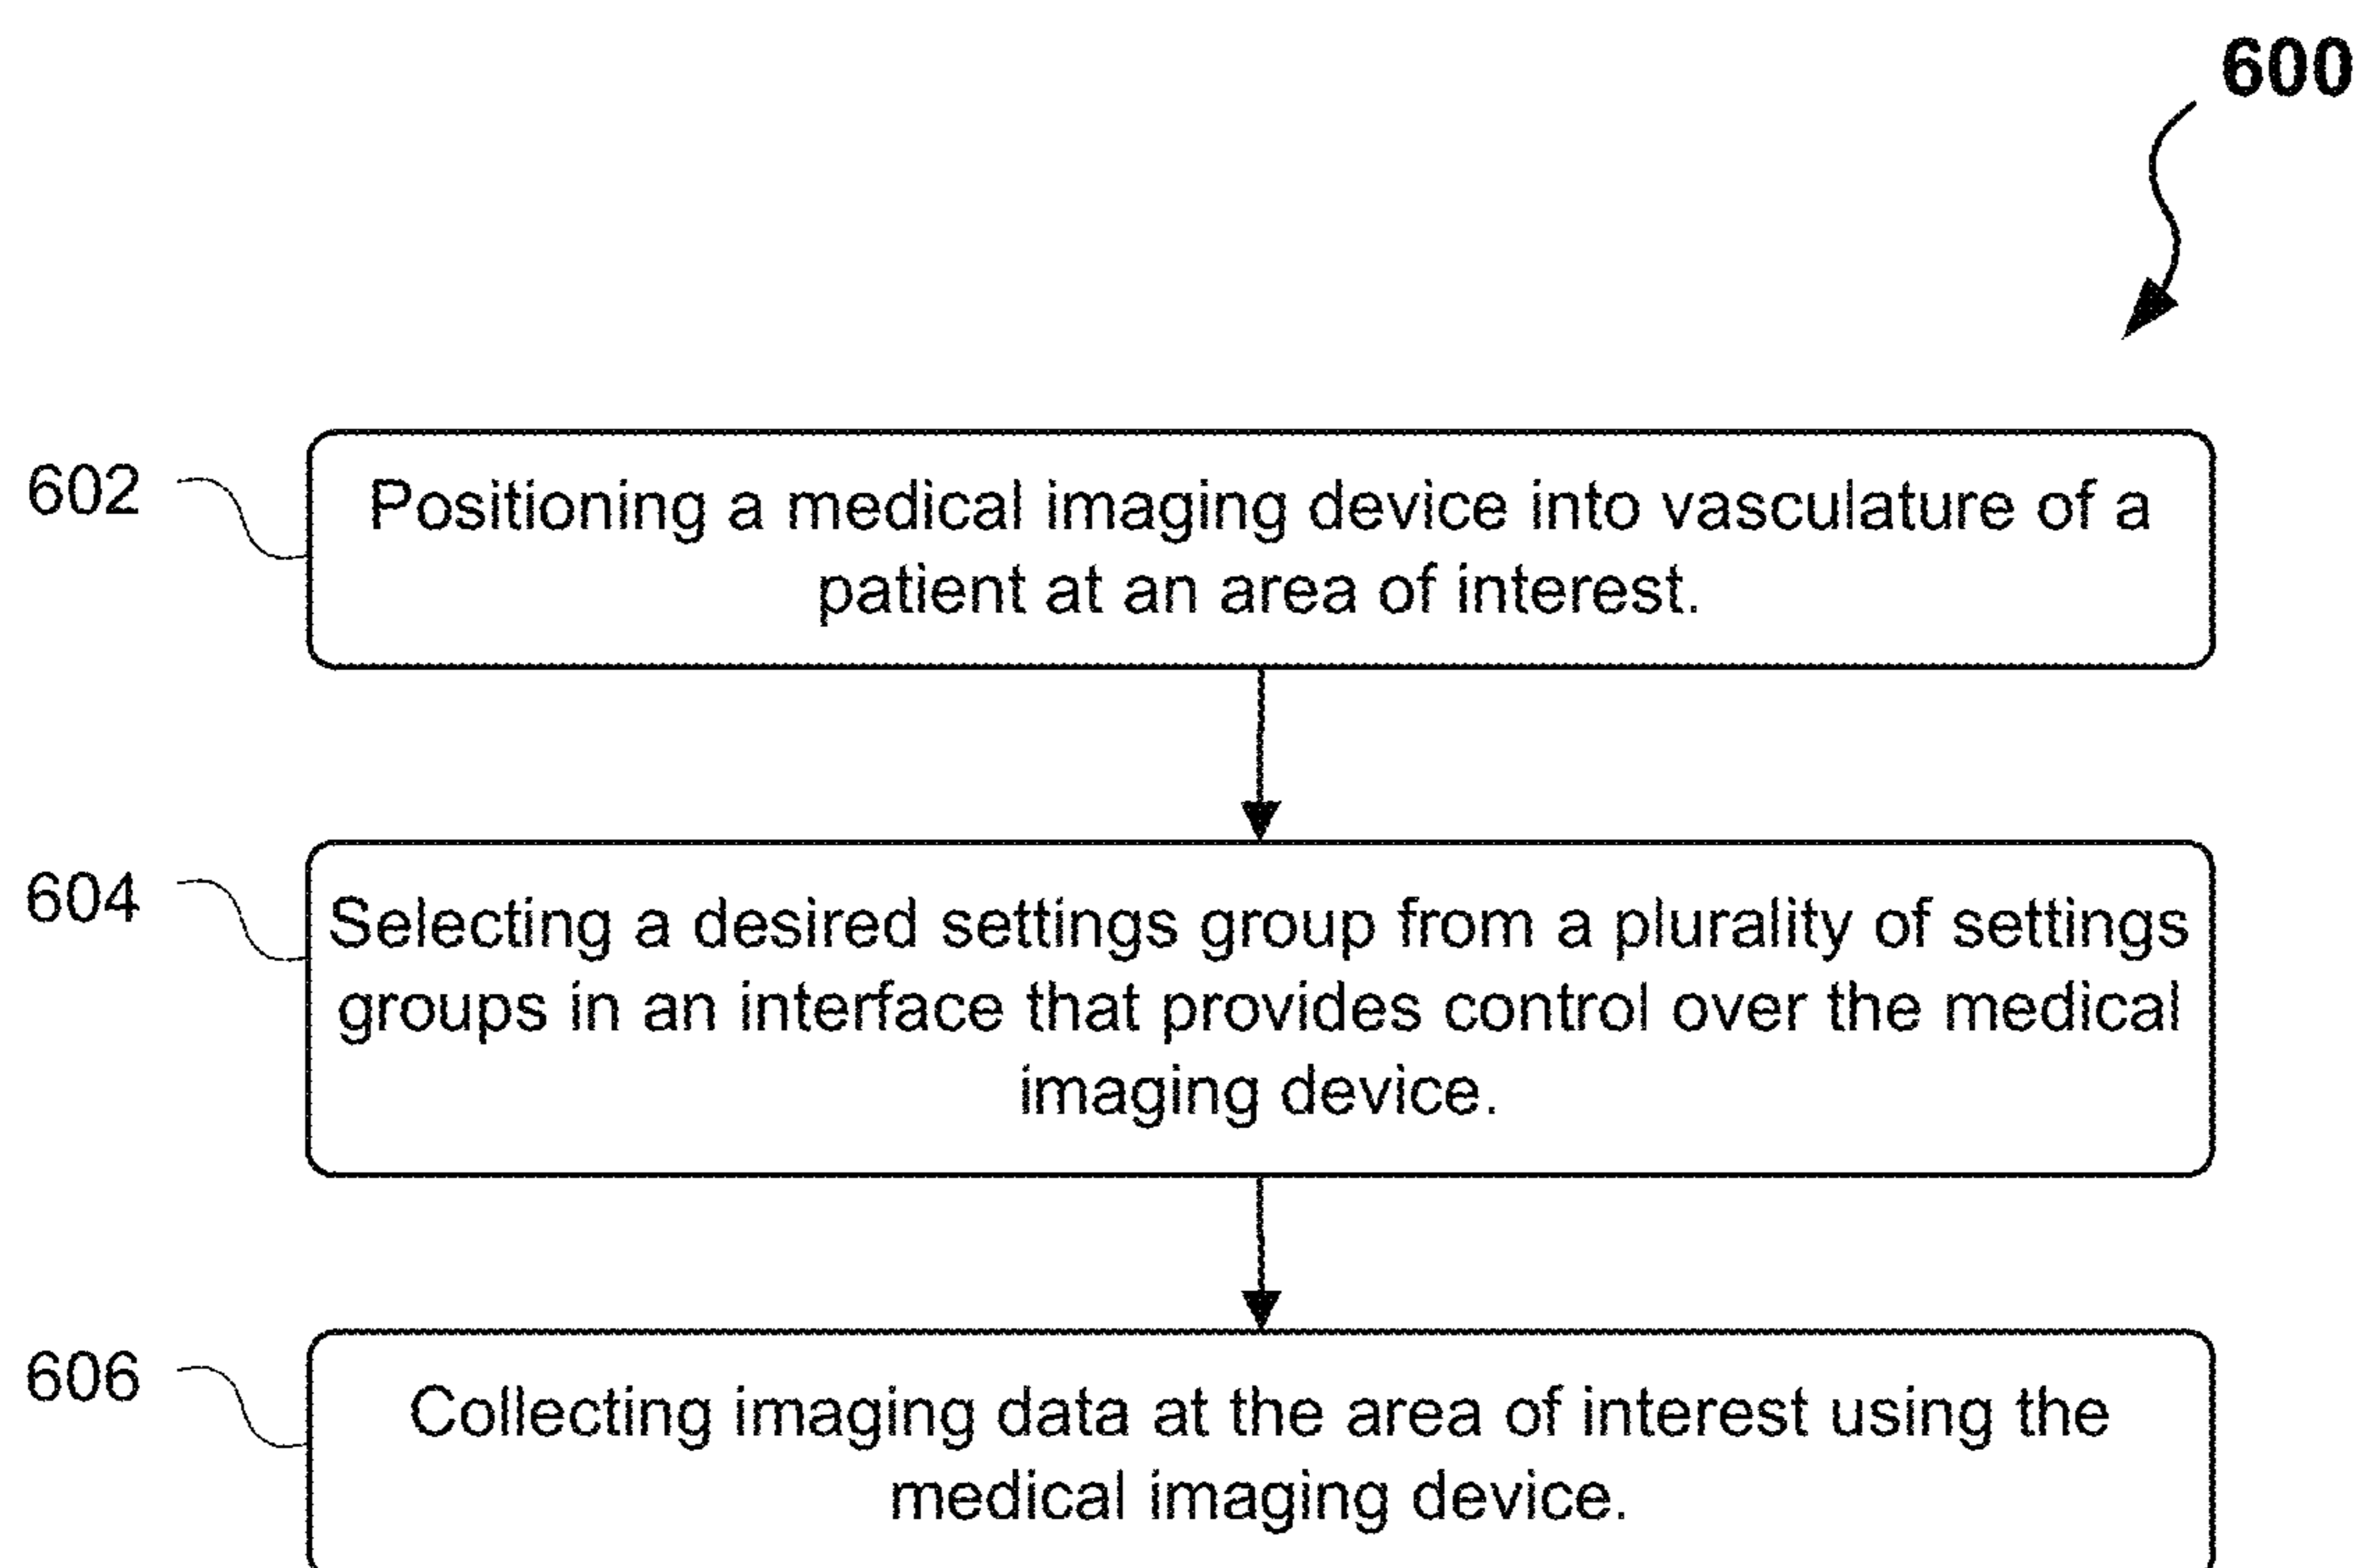 600
602
Positioning a medical imaging device into vasculature of a
patient at an area of interest.
604
Selecting a desired settings group from a plurality of settings
groups in an interface that provides control over the medical
imaging device.
606
Collecting imaging data at the area of interest using the
medical imaging device.